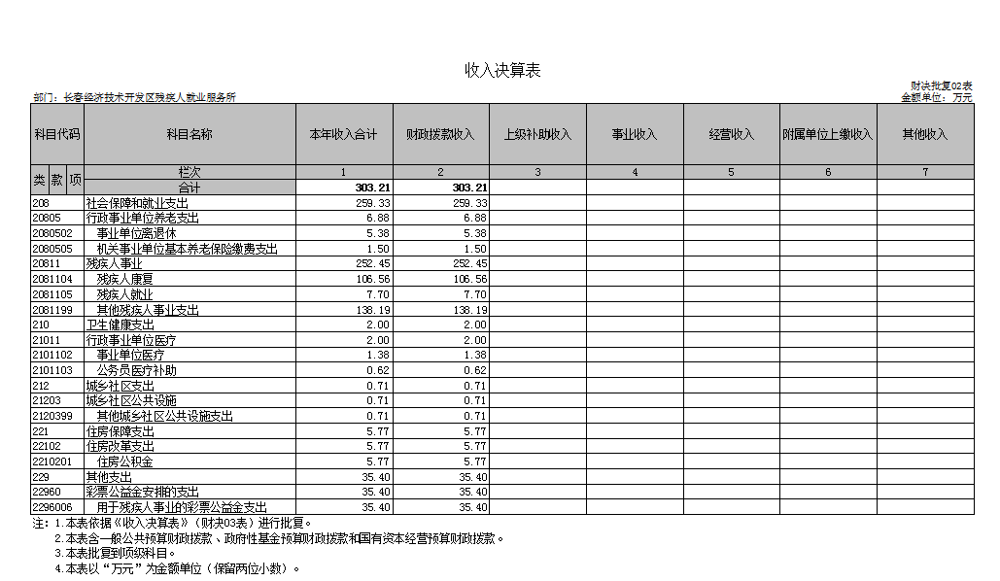 收入决算表
财决批复02表
部门：长春经济技术开发区残疾人就业服务所 金额单位：万元
科目代码 科目名称 本年收入合计 财政拨款收入 上级补助收入 事业收入 经营收入 附属单位上缴收入 其他收入
类 款 项 栏次 1 2 3 4 5 6 7
合计 303.21 303.21
208 社会保障和就业支出 259.33 259.33
20805 行政事业单位养老支出 6.88 6.88
2080502 事业单位离退休 5.38 5.38
2080505 机关事业单位基本养老保险缴费支出 1.50 1.50
20811 残疾人事业 252.45 252.45
2081104 残疾人康复 106.56 106.56
2081105 残疾人就业 7.70 7.70
2081199 其他残疾人事业支出 138.19 138.19
210 卫生健康支出 2.00 2.00
21011 行政事业单位医疗 2.00 2.00
2101102 事业单位医疗 1.38 1.38
2101103 公务员医疗补助 0.62 0.62
212 城乡社区支出 0.71 0.71
21203 城乡社区公共设施 0.71 0.71
2120399 其他城乡社区公共设施支出 0.71 0.71
221 住房保障支出 5.77 5.77
22102 住房改革支出 5.77 5.77
2210201 住房公积金 5.77 5.77
229 其他支出 35.40 35.40
22960 彩票公益金安排的支出 35.40 35.40
2296006 用于残疾人事业的彩票公益金支出 35.40 35.40
注：1.本表依据《收入决算表》（财决03表）进行批复。
2.本表含一般公共预算财政拨款、政府性基金预算财政拨款和国有资本经营预算财政拨款。
3.本表批复到项级科目。
4.本表以“万元”为金额单位（保留两位小数）。